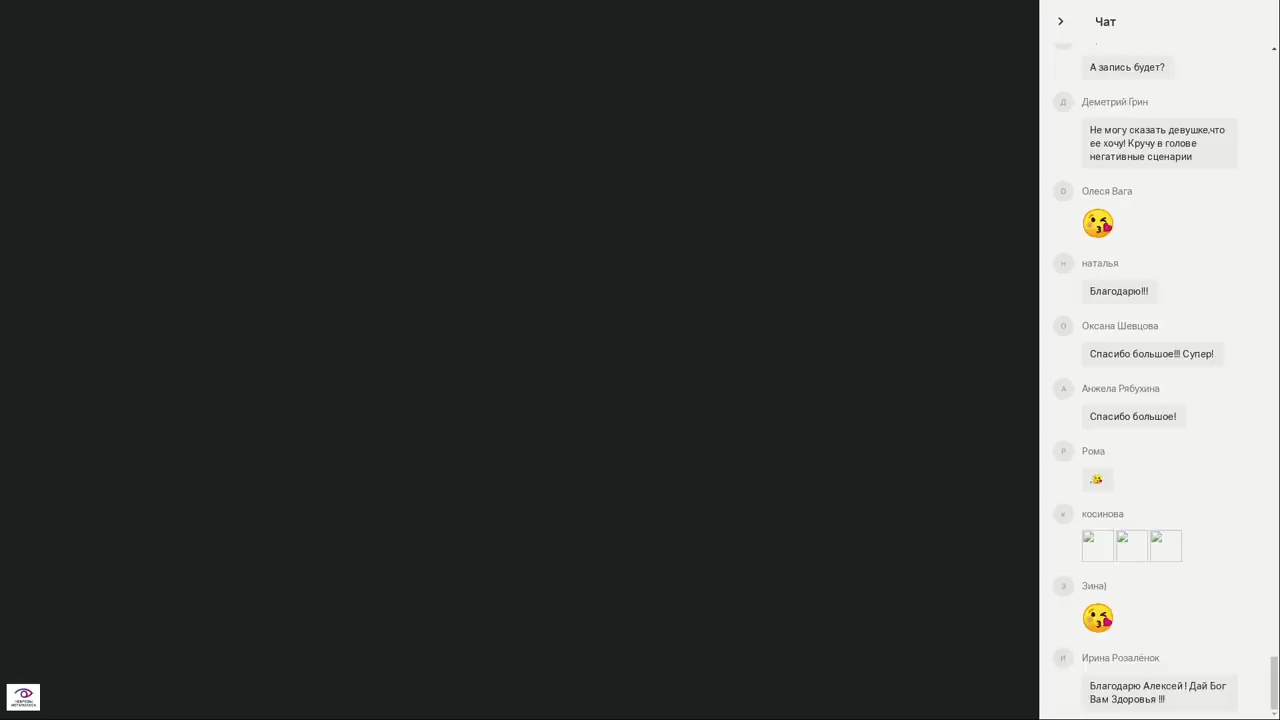 Чат
А запись будет?
Д
Деметрий Грин
Не могу сказать девушке,что
ее хочу! Кручу в голове
негативные сценарии
О
Олеся Вага
н
наталья
Благодарю!!!
О
Оксана Шевцова
Спасибо большое!!! Супер!
А
Анжела Рябухина
Спасибо большое!
Р
Рома
к
косинова
З
Зина)
И
Ирина Розалёнок
Благодарю Алексей ! Дай Бог
Вам Здоровья !!!